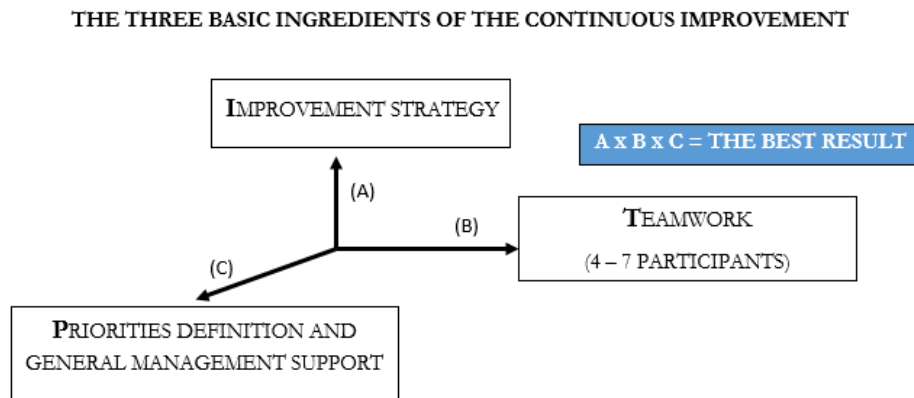 THE THREE BASIC INGREDIENTS OF THE CONTINUOUS IMPROVEMENT
IMPROVEMENT STRATEGY
A x B x C = THE BEST RESULT
(A)
(B)
TEAMWORK
(4 – 7 PARTICIPANTS)
(C)
PRIORITIES DEFINITION AND
GENERAL MANAGEMENT SUPPORT